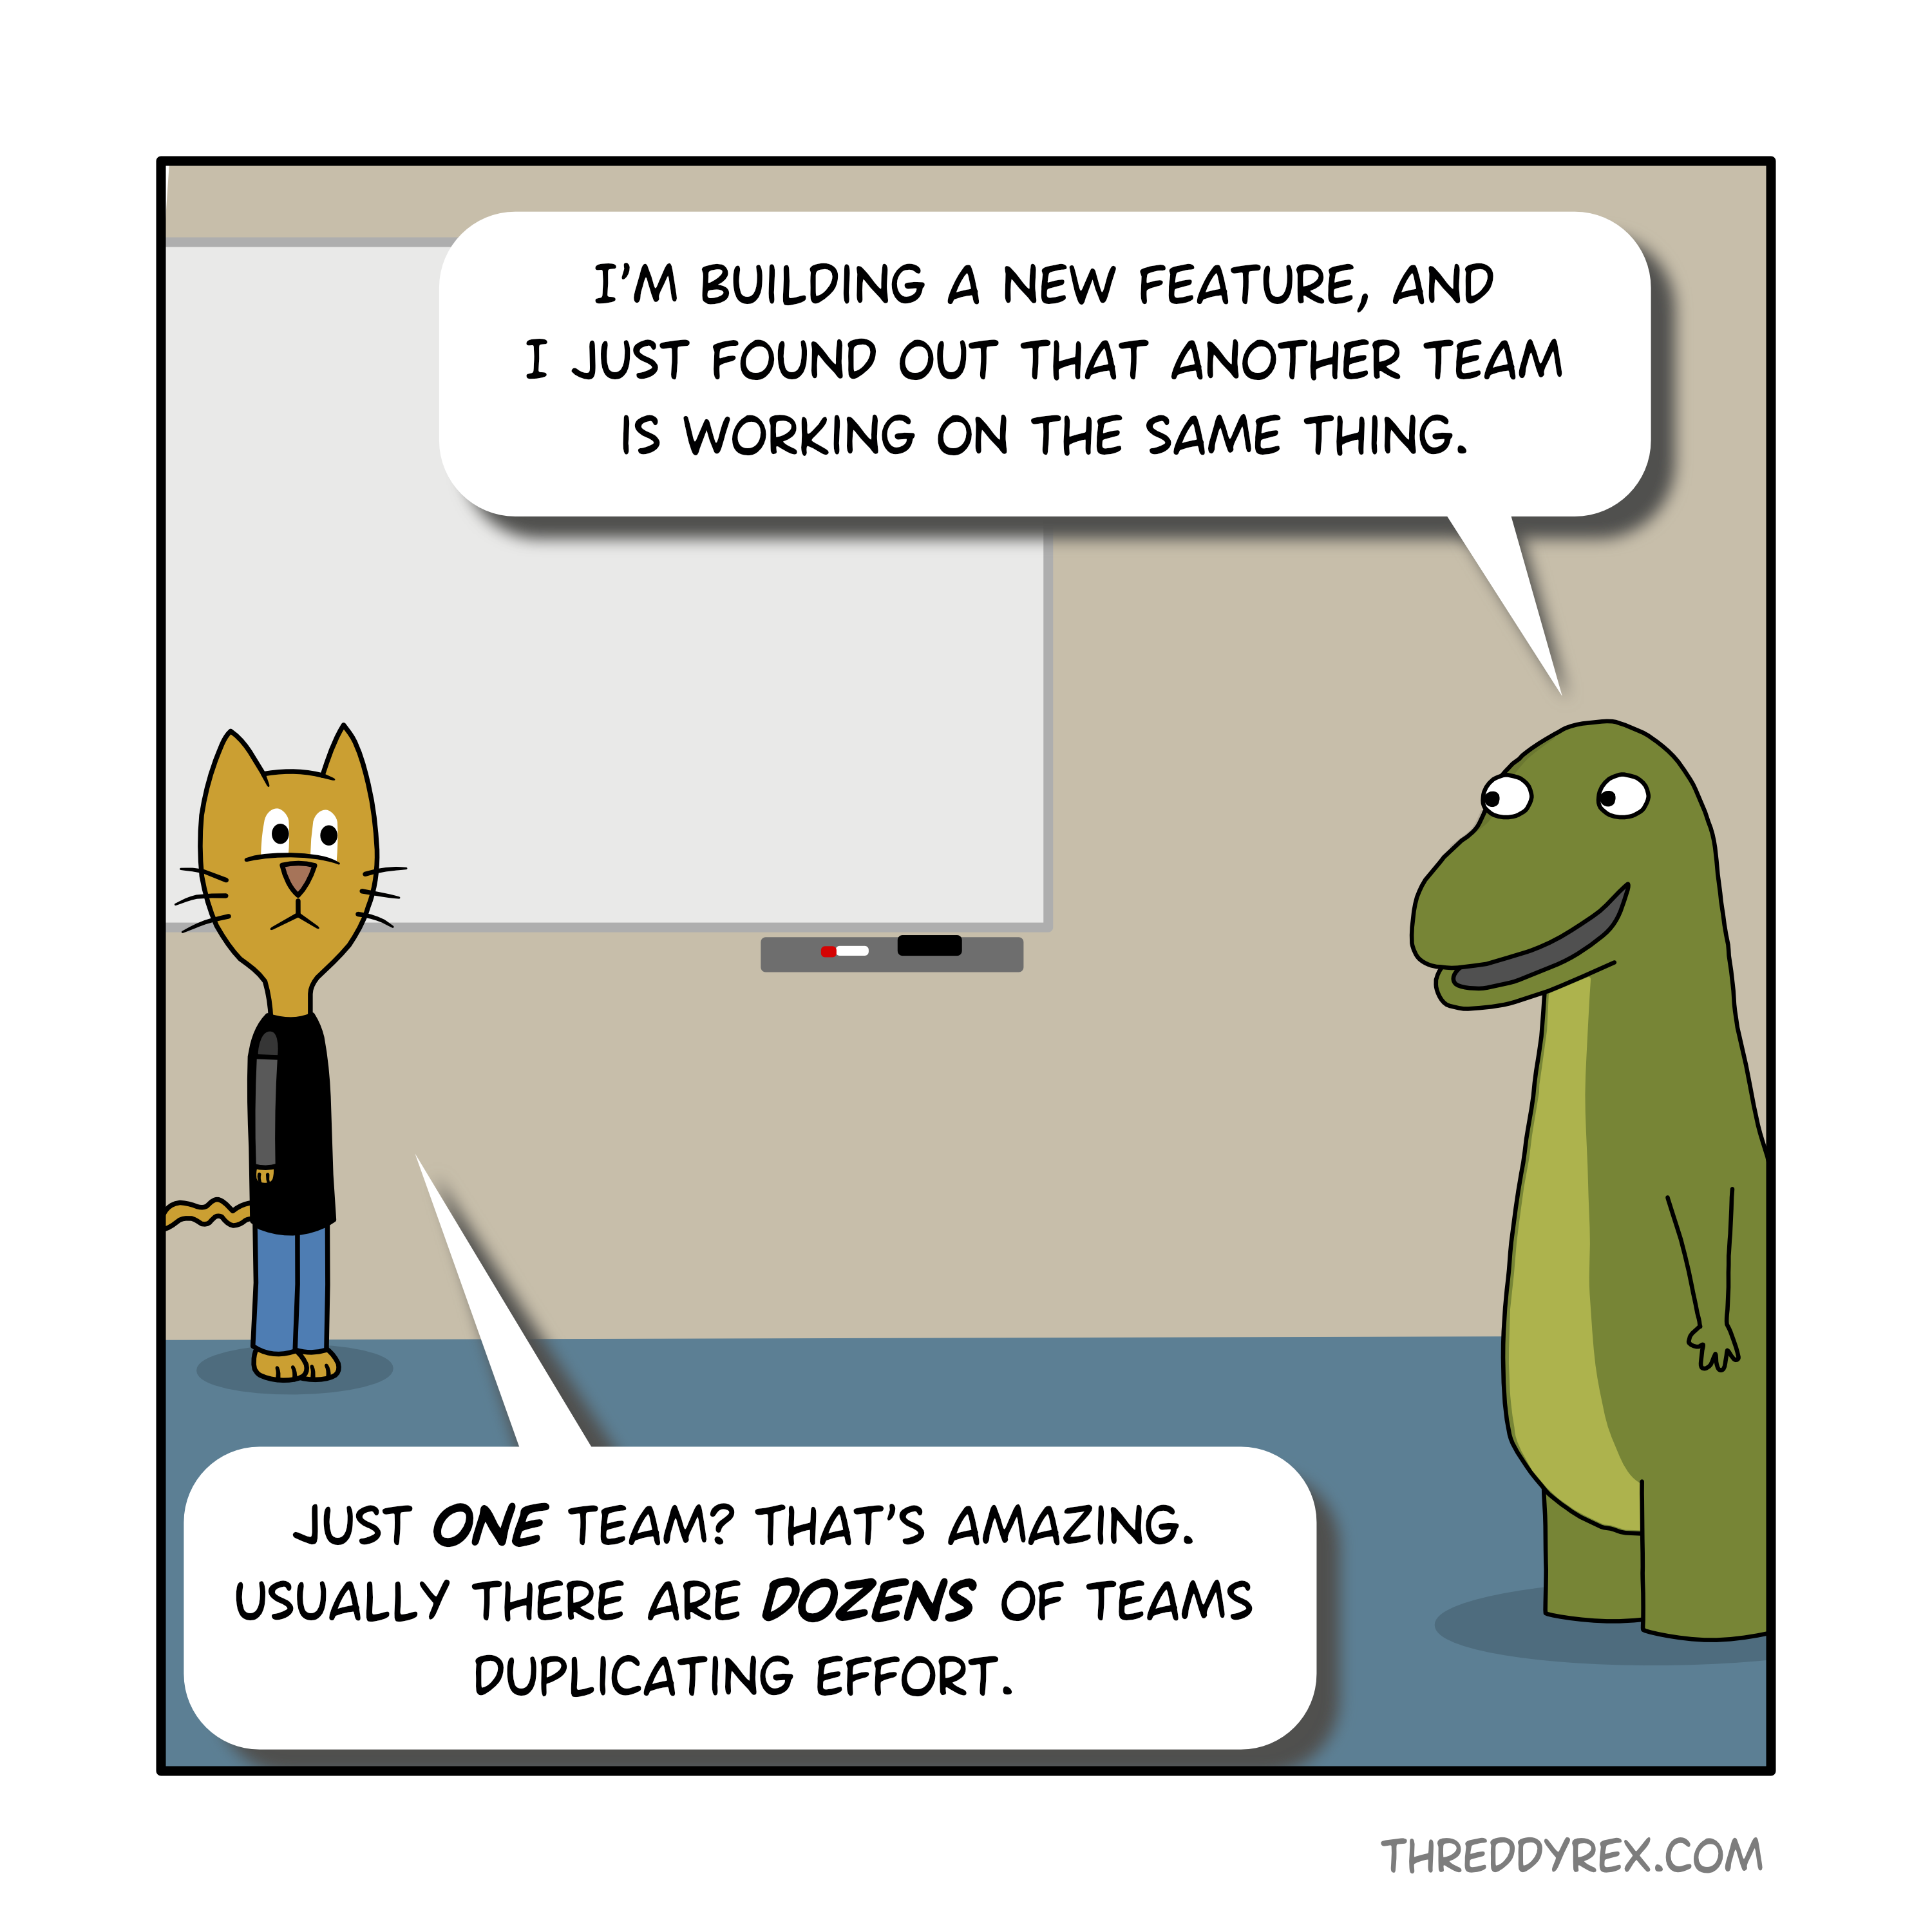 I'M BUILDING A NEW FEATURE, AND
I JUST FOUND OUT THAT ANOTHER TEAM
IS WORKING ON THE SAME THING.
JUST ONE TEAM? THAT'S AMAZING.
USUALLY THERE ARE DOZENS OF TEAMS
DUPLICATING EFFORT.
THREDDYREX.COM